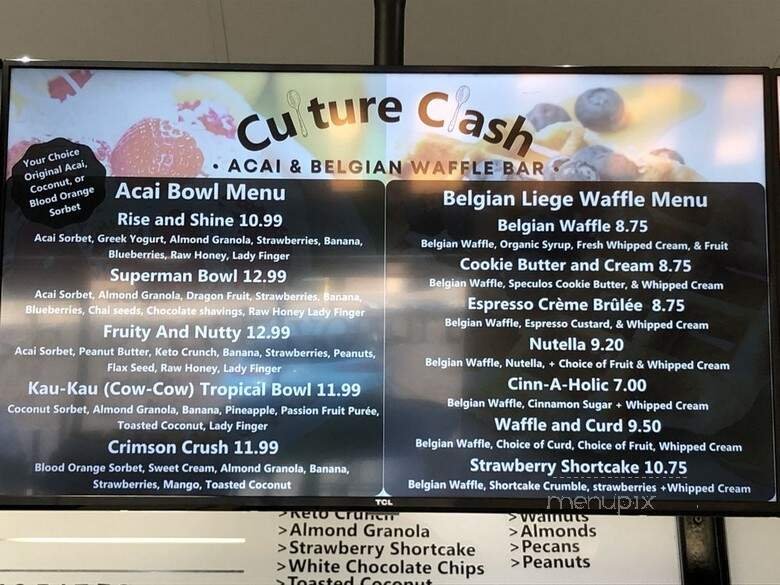 Culture Clash
• ACAI & BELGIAN WAFFLE BAR •
Your Choice
Original Acai,
Coconut, or
Blood Orange
Sorbet
Acai Bowl Menu
Rise and Shine 10.99
Acai Sorbet, Greek Yogurt, Almond Granola, Strawberries, Banana,
Blueberries, Raw Honey, Lady Finger
Superman Bowl 12.99
Acai Sorbet, Almond Granola, Dragon Fruit, Strawberries, Banana,
Blueberries, Chai seeds, Chocolate shavings, Raw Honey Lady Finger
Fruity And Nutty 12.99
Acai Sorbet, Peanut Butter, Keto Crunch, Banana, Strawberries, Peanuts,
Flax Seed, Raw Honey, Lady Finger
Kau-Kau (Cow-Cow) Tropical Bowl 11.99
Coconut Sorbet, Almond Granola, Banana, Pineapple, Passion Fruit Purée,
Toasted Coconut, Lady Finger
Crimson Crush 11.99
Blood Orange Sorbet, Sweet Cream, Almond Granola, Banana,
Strawberries, Mango, Toasted Coconut
Belgian Liege Waffle Menu
Belgian Waffle 8.75
Belgian Waffle, Organic Syrup, Fresh Whipped Cream, & Fruit
Cookie Butter and Cream 8.75
Belgian Waffle, Speculos Cookie Butter, & Whipped Cream
Espresso Crème Brûlée 8.75
Belgian Waffle, Espresso Custard, & Whipped Cream
Nutella 9.20
Belgian Waffle, Nutella, + Choice of Fruit & Whipped Cream
Cinn-A-Holic 7.00
Belgian Waffle, Cinnamon Sugar + Whipped Cream
Waffle and Curd 9.50
Belgian Waffle, Choice of Curd, Choice of Fruit, Whipped Cream
Strawberry Shortcake 10.75
Belgian Waffle, Shortcake Crumble, strawberries +Whipped Cream
menupix
TCL
>Keto Crunch
>Almond Granola
>Strawberry Shortcake
>White Chocolate Chips
>Toasted Coconut
>Walnuts
>Almonds
>Pecans
>Peanuts